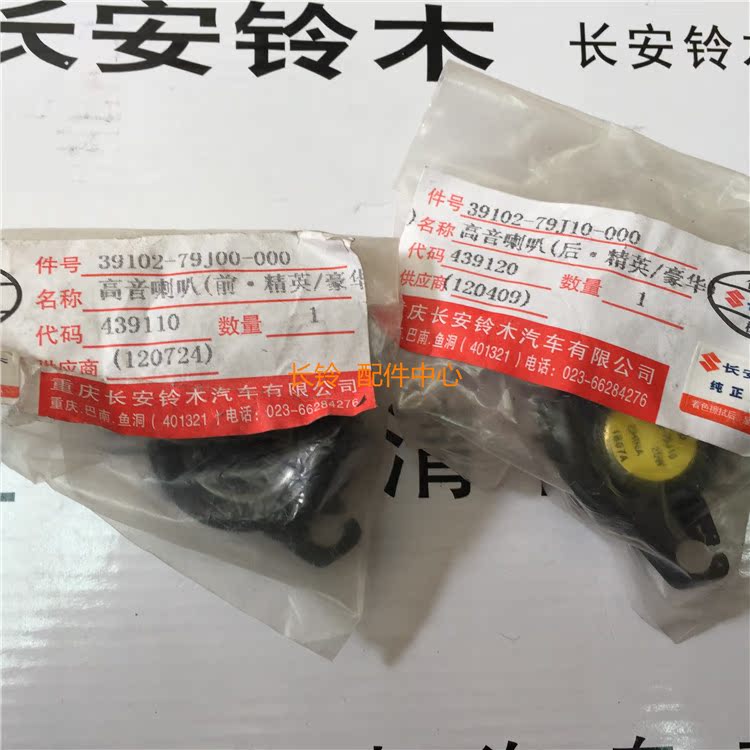 长安铃木
长安铃木
件号 39102-79J00-000
名称 高音喇叭(前·精英/豪华
代码 439110 数量 1
供应商 (120724)
重庆长安铃木汽车有限公司
重庆.巴南.鱼洞(401321)电话:023-66284276
件号 39102-79J10-000
名称 高音喇叭(后·精英/豪华
代码 439120 数量 1
供应商 (120409)
庆长安铃木汽车有限公司
.巴南.鱼洞(401321)电话:023-66284276
长安
纯正
长铃 配件中心
CHINA